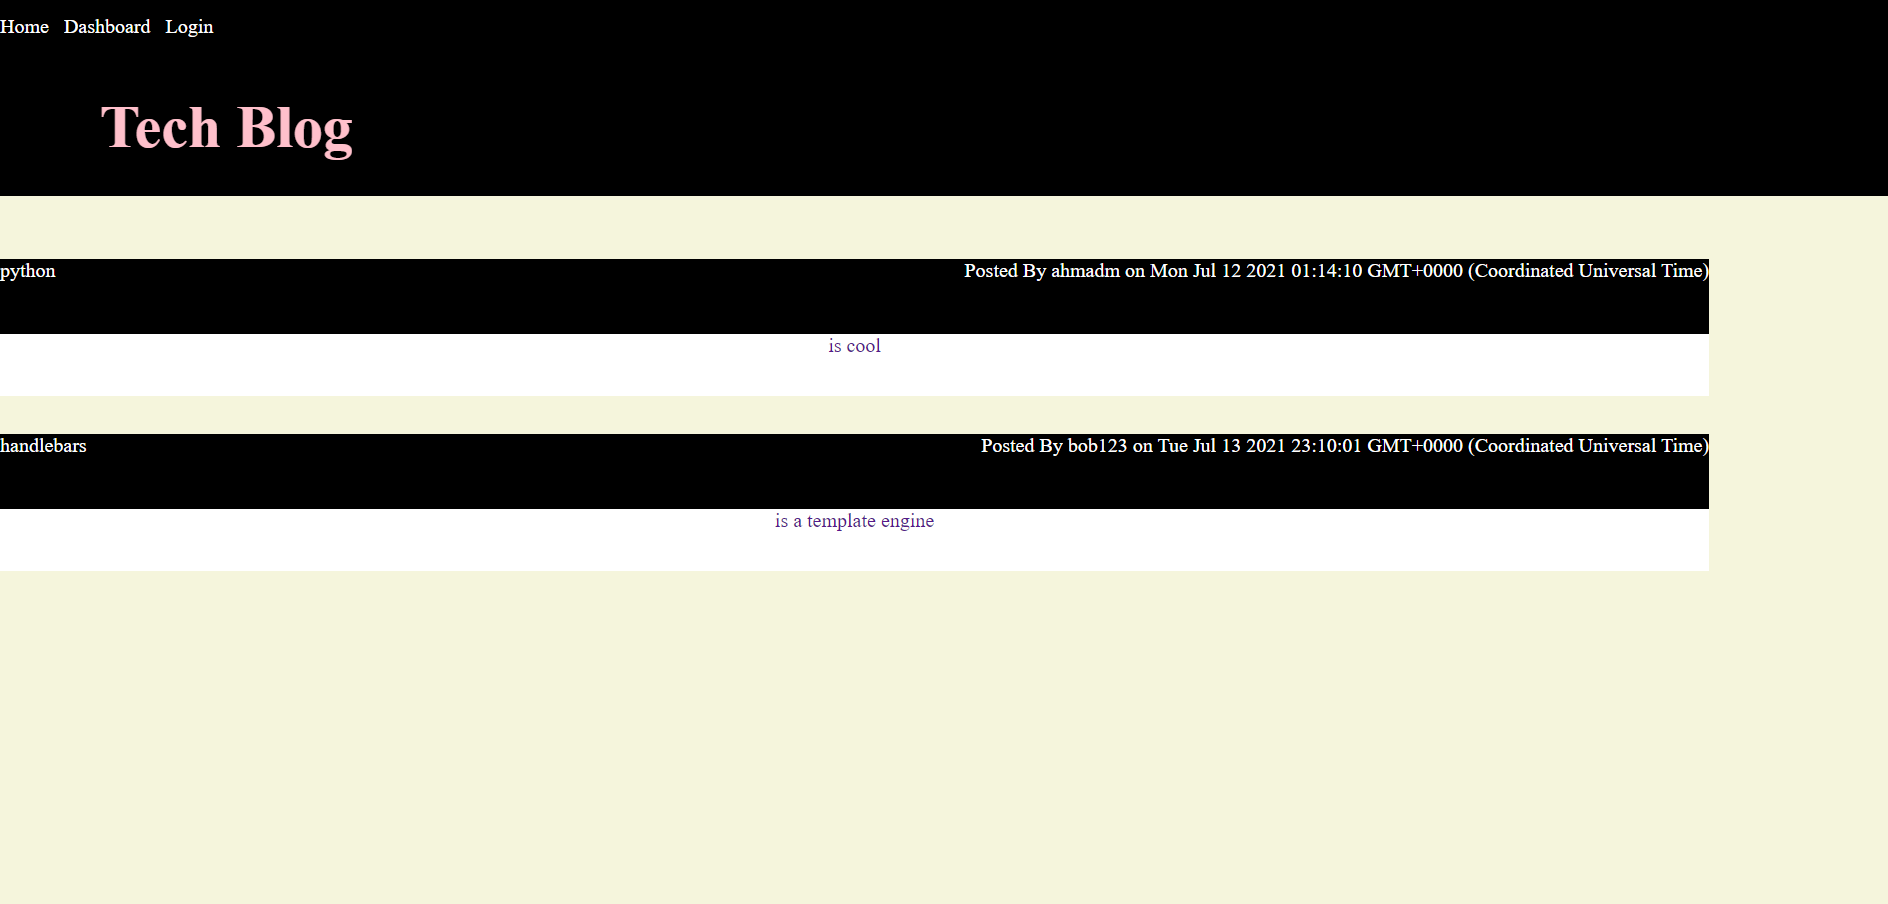 Home Dashboard Login
Tech Blog
python Posted By ahmadm on Mon Jul 12 2021 01:14:10 GMT+0000 (Coordinated Universal Time)
is cool
handlebars Posted By bob123 on Tue Jul 13 2021 23:10:01 GMT+0000 (Coordinated Universal Time)
is a template engine